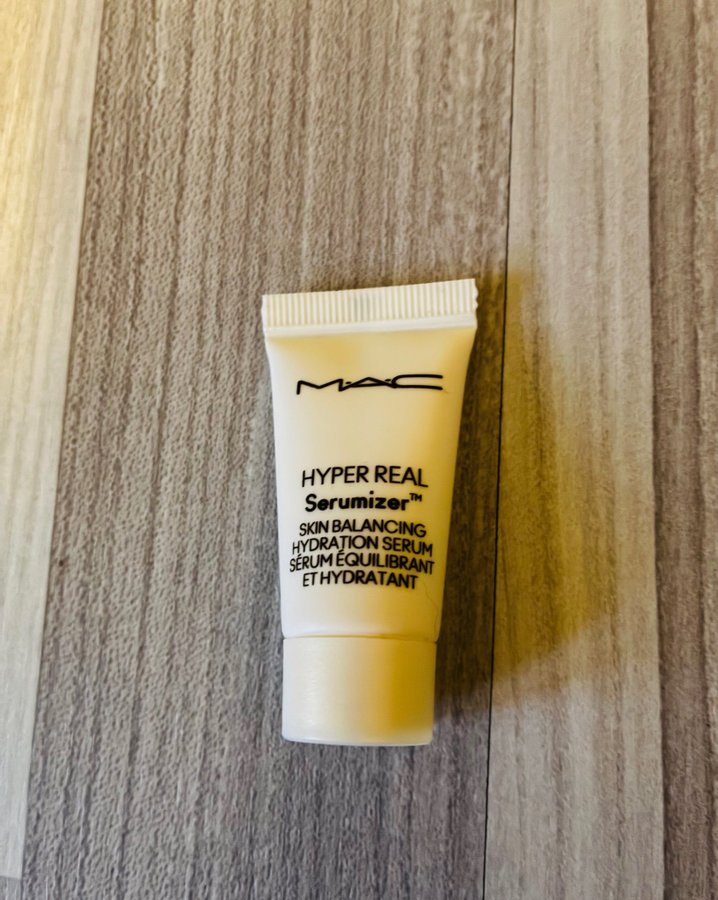 M·A·C
HYPER REAL
Serumizer™
SKIN BALANCING
HYDRATION SERUM
SÉRUM ÉQUILIBRANT
ET HYDRATANT